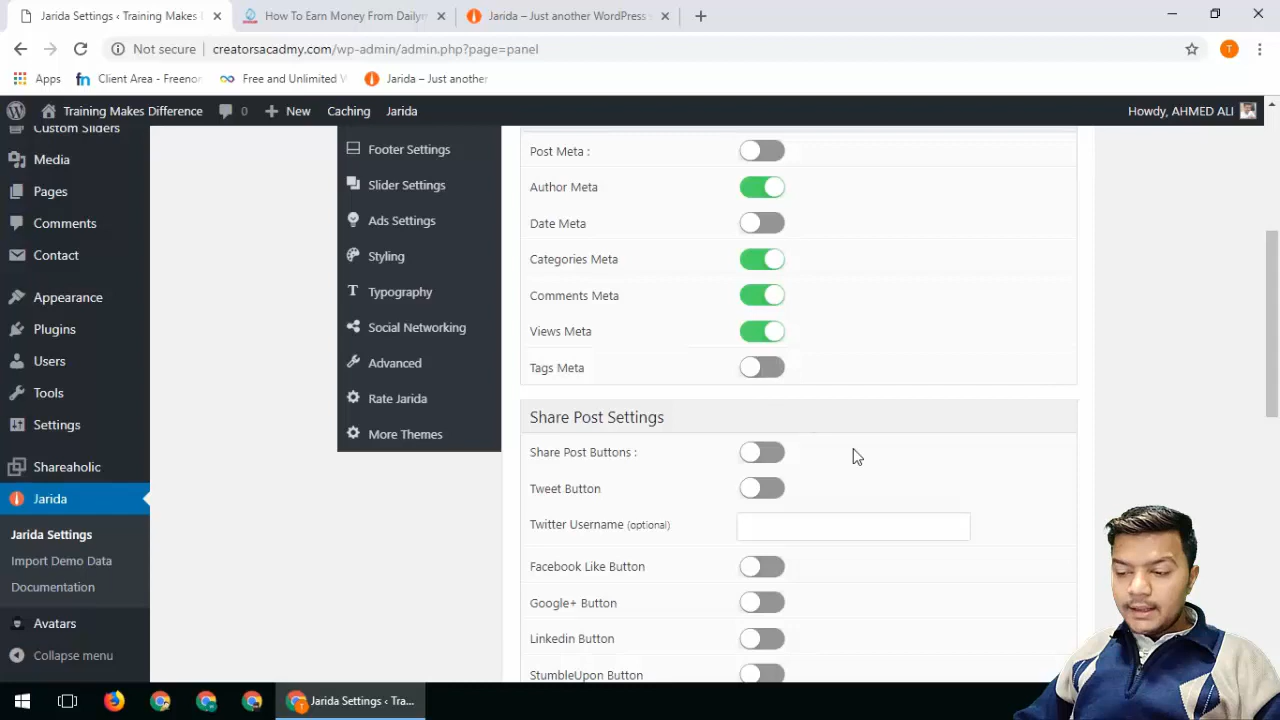 Jarida Settings ‹ Training Makes
How To Earn Money From Dailym
Jarida – Just another WordPress
Not secure
creatorsacadmy.com/wp-admin/admin.php?page=panel
T
Apps
Client Area - Freenom
Free and Unlimited
Jarida – Just another
Training Makes Difference
0
New
Caching
Jarida
Howdy, AHMED ALI
Custom Sliders
Media
Pages
Comments
Contact
Appearance
Plugins
Users
Tools
Settings
Shareaholic
Jarida
Jarida Settings
Import Demo Data
Documentation
Avatars
Collapse menu
Footer Settings
Slider Settings
Ads Settings
Styling
Typography
Social Networking
Advanced
Rate Jarida
More Themes
Post Meta :
Author Meta
Date Meta
Categories Meta
Comments Meta
Views Meta
Tags Meta
Share Post Settings
Share Post Buttons :
Tweet Button
Twitter Username (optional)
Facebook Like Button
Google+ Button
Linkedin Button
StumbleUpon Button
Jarida Settings ‹ Tra...